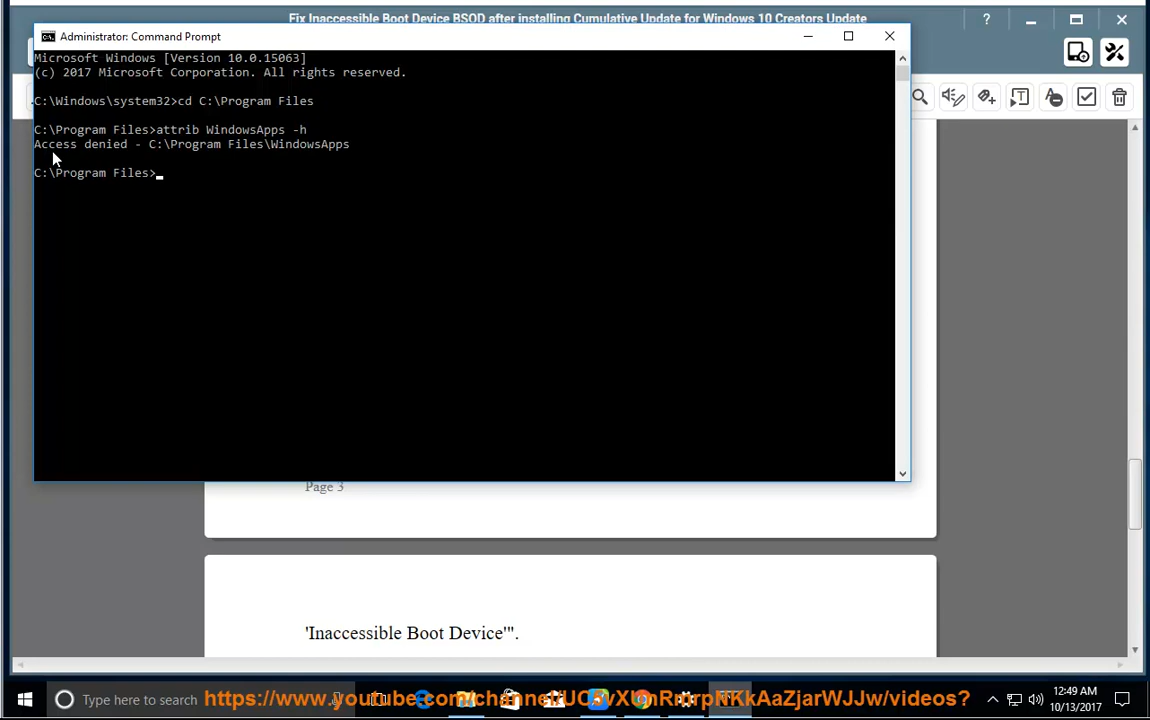 Fix Inaccessible Boot Device BSOD after installing Cumulative Update for Windows 10 Creators Update
Administrator: Command Prompt
Microsoft Windows [Version 10.0.15063]
(c) 2017 Microsoft Corporation. All rights reserved.
C:\Windows\system32>cd C:\Program Files
C:\Program Files>attrib WindowsApps -h
Access denied - C:\Program Files\WindowsApps
C:\Program Files>
Page 3
'Inaccessible Boot Device'".
Type here to search
12:49 AM
10/13/2017